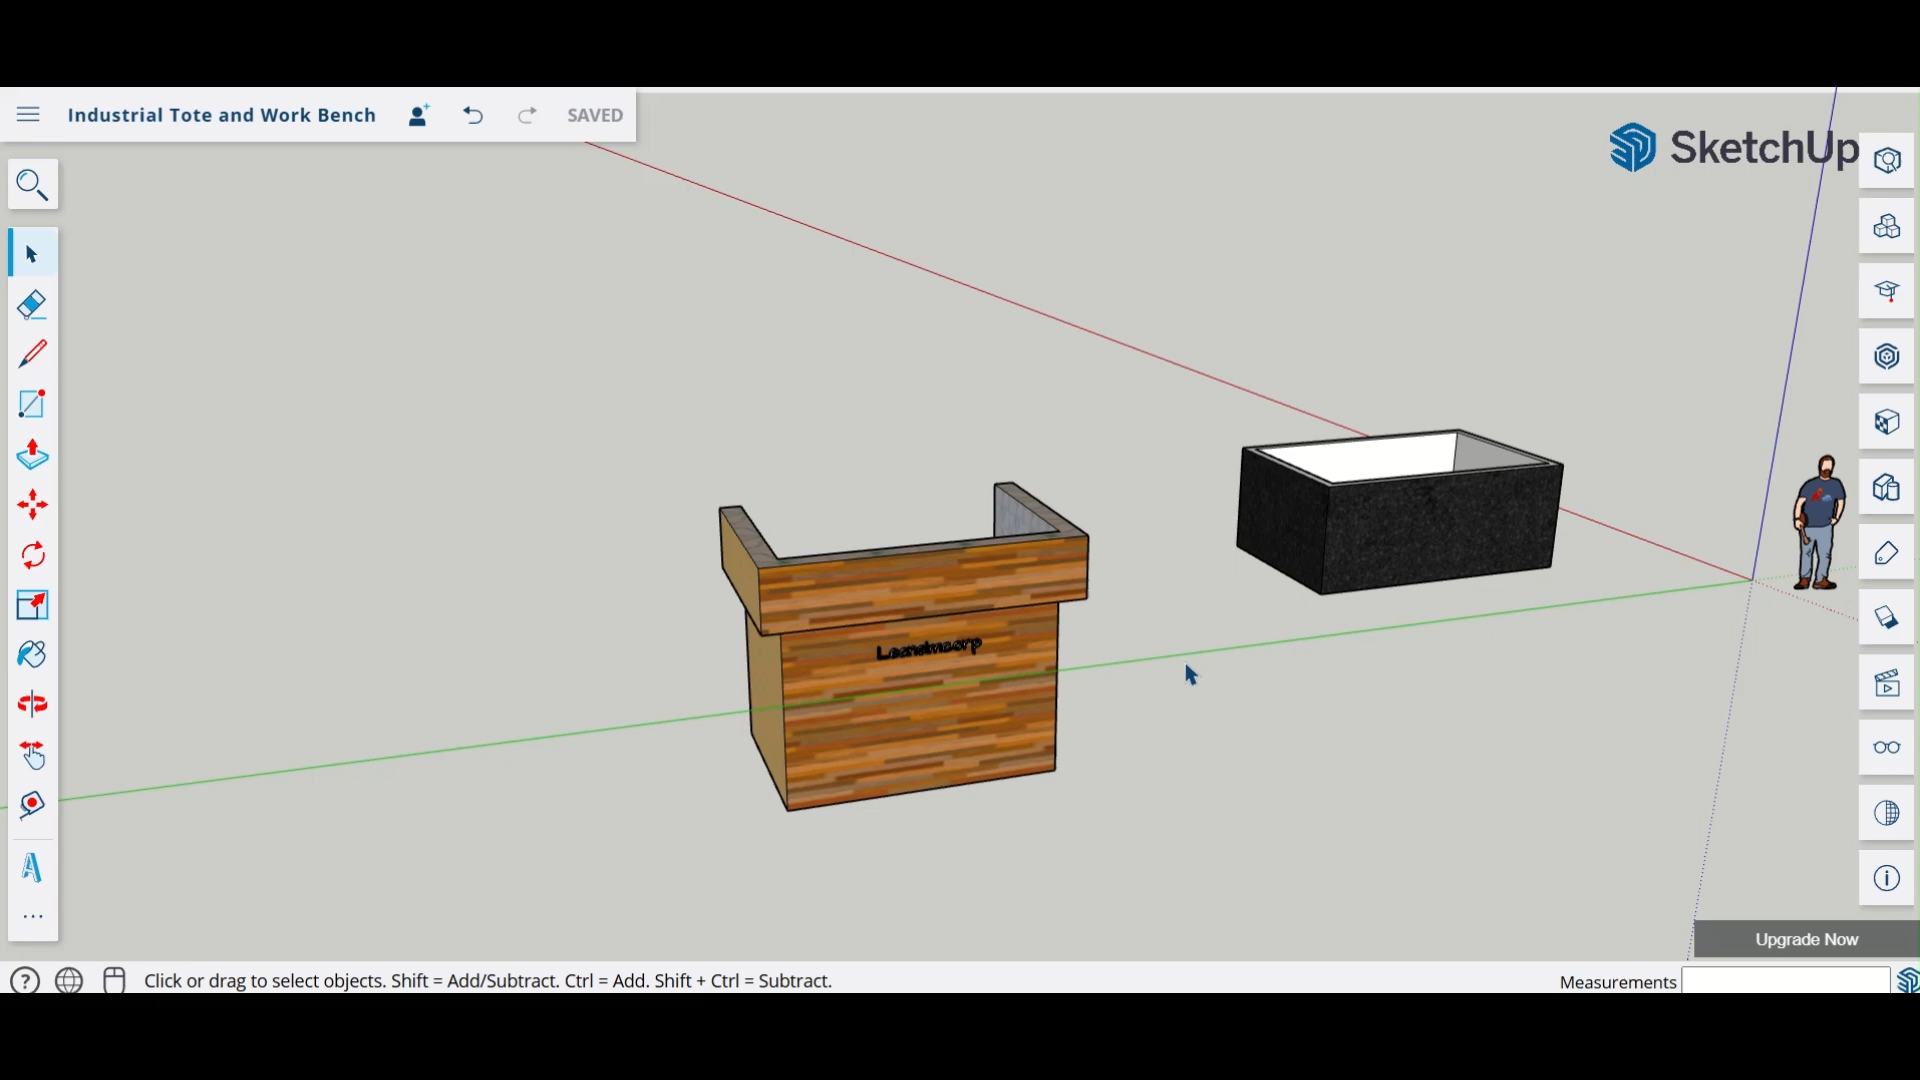 Industrial Tote and Work Bench
SAVED
SketchUp
Upgrade Now
Click or drag to select objects. Shift = Add/Subtract. Ctrl = Add. Shift + Ctrl = Subtract.
Measurements